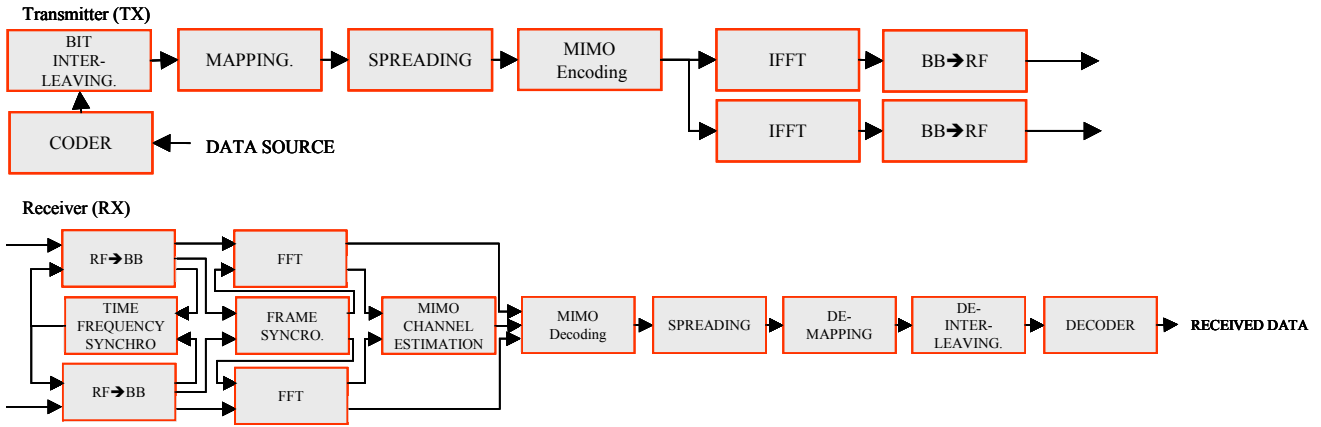 Transmitter (TX)
BIT
INTER-
LEAVING.
MAPPING.
SPREADING
MIMO
Encoding
IFFT
BB➔RF
IFFT
BB➔RF
CODER
DATA SOURCE
Receiver (RX)
RF➔BB
FFT
TIME
FREQUENCY
SYNCHRO
FRAME
SYNCRO.
MIMO
CHANNEL
ESTIMATION
MIMO
Decoding
SPREADING
DE-
MAPPING
DE-
INTER-
LEAVING.
DECODER
RECEIVED DATA
RF➔BB
FFT